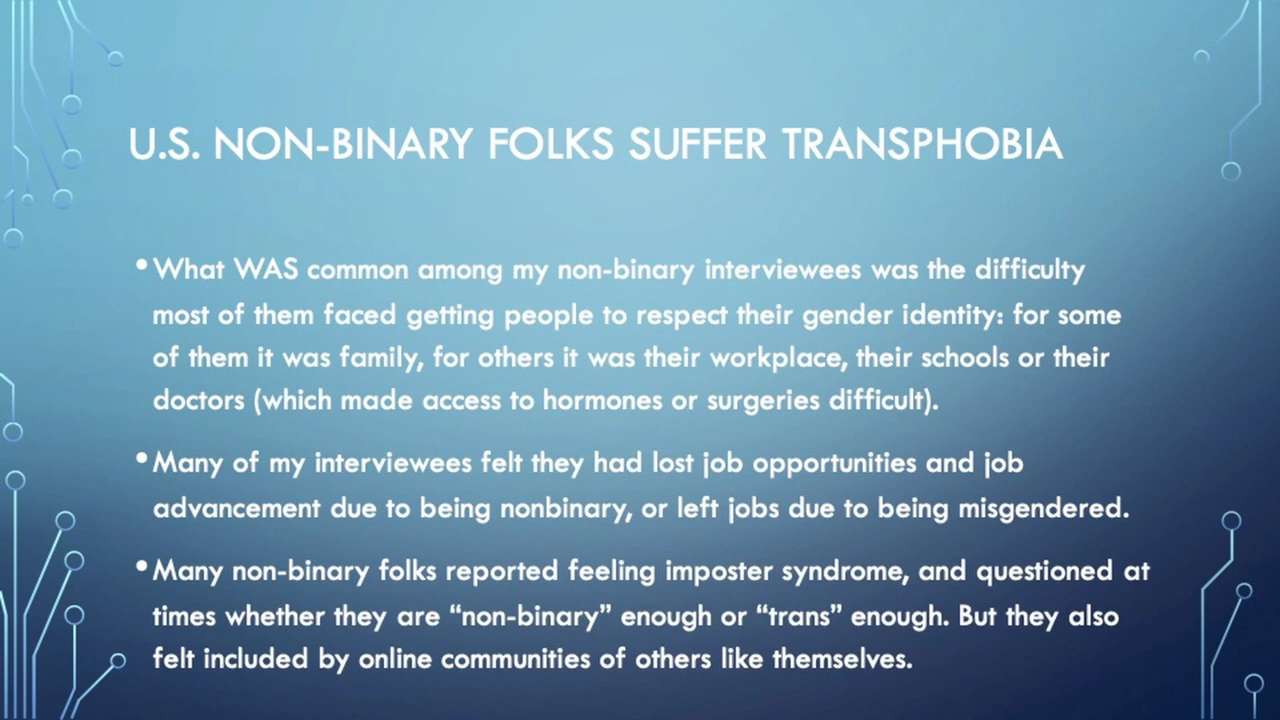 U.S. NON-BINARY FOLKS SUFFER TRANSPHOBIA
•What WAS common among my non-binary interviewees was the difficulty
most of them faced getting people to respect their gender identity: for some
of them it was family, for others it was their workplace, their schools or their
doctors (which made access to hormones or surgeries difficult).
•Many of my interviewees felt they had lost job opportunities and job
advancement due to being nonbinary, or left jobs due to being misgendered.
•Many non-binary folks reported feeling imposter syndrome, and questioned at
times whether they are “non-binary” enough or “trans” enough. But they also
felt included by online communities of others like themselves.